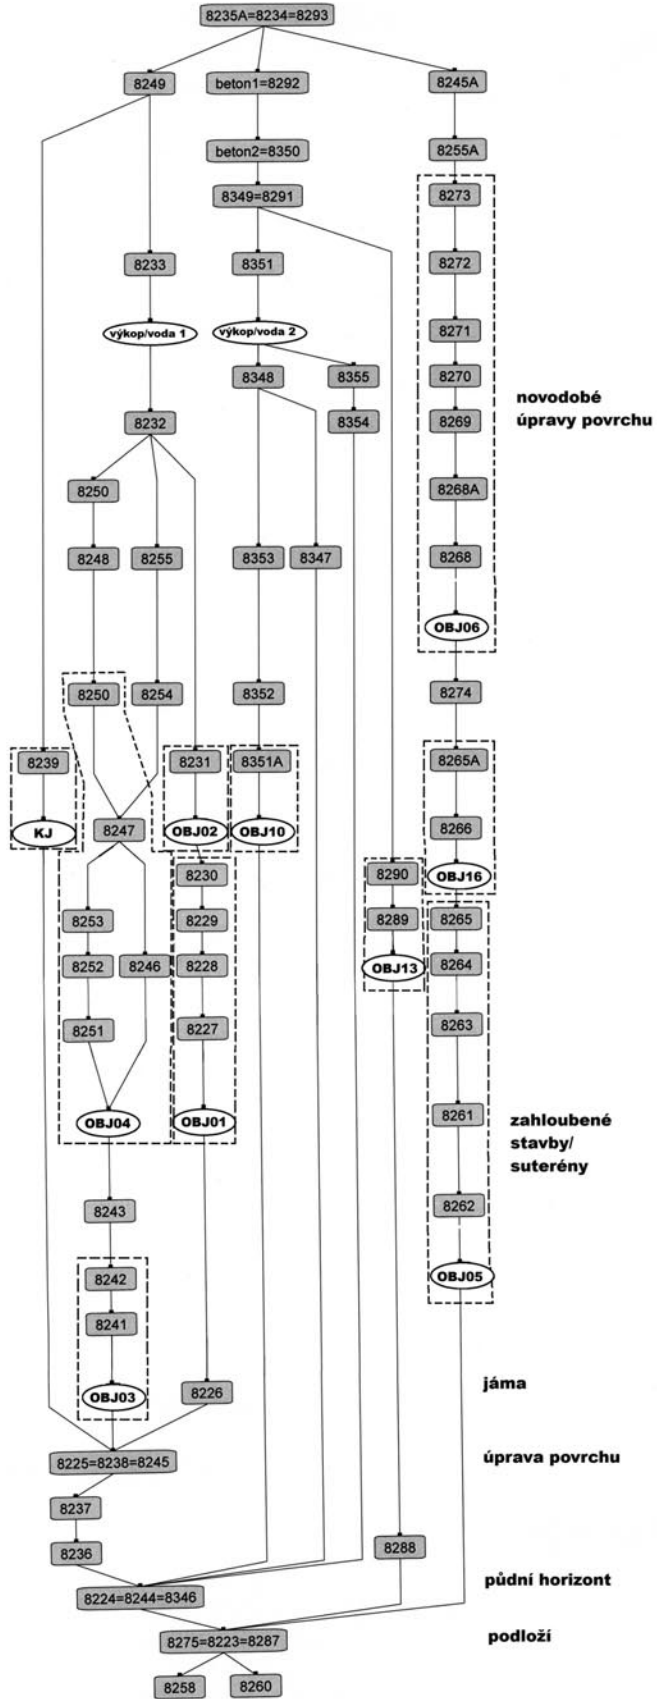 8235A=8234=8293
8249
beton1=8292
8245A
beton2=8350
8255A
8349=8291
8273
8233
8351
8272
výkop/voda 1
výkop/voda 2
8271
8348
8355
8270
novodobé
úpravy povrchu
8232
8354
8269
8250
8268A
8248
8255
8353
8347
8268
OBJ06
8250
8254
8352
8274
8239
8231
8351A
8265A
KJ
8247
OBJ02
OBJ10
8266
8230
8290
OBJ16
8253
8229
8289
8265
8252
8246
8228
OBJ13
8264
8251
8227
8263
OBJ04
OBJ01
8261
zahloubené
stavby/
suterény
8243
8262
8242
OBJ05
8241
OBJ03
8226
jáma
8225=8238=8245
úprava povrchu
8237
8236
8288
8224=8244=8346
půdní horizont
8275=8223=8287
podloží
8258
8260